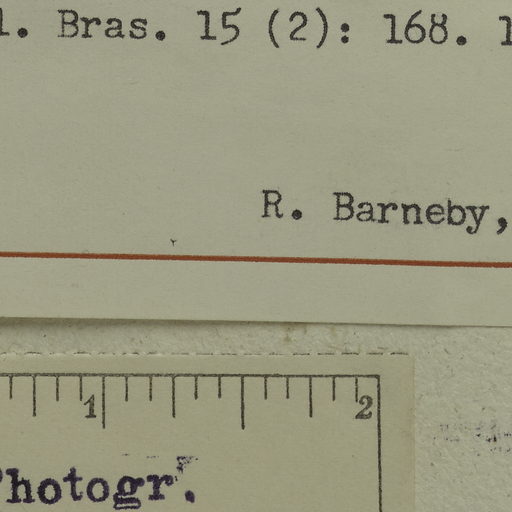 l. Bras. 15 (2): 168. 1
R. Barneby,
1 2
Photogr.